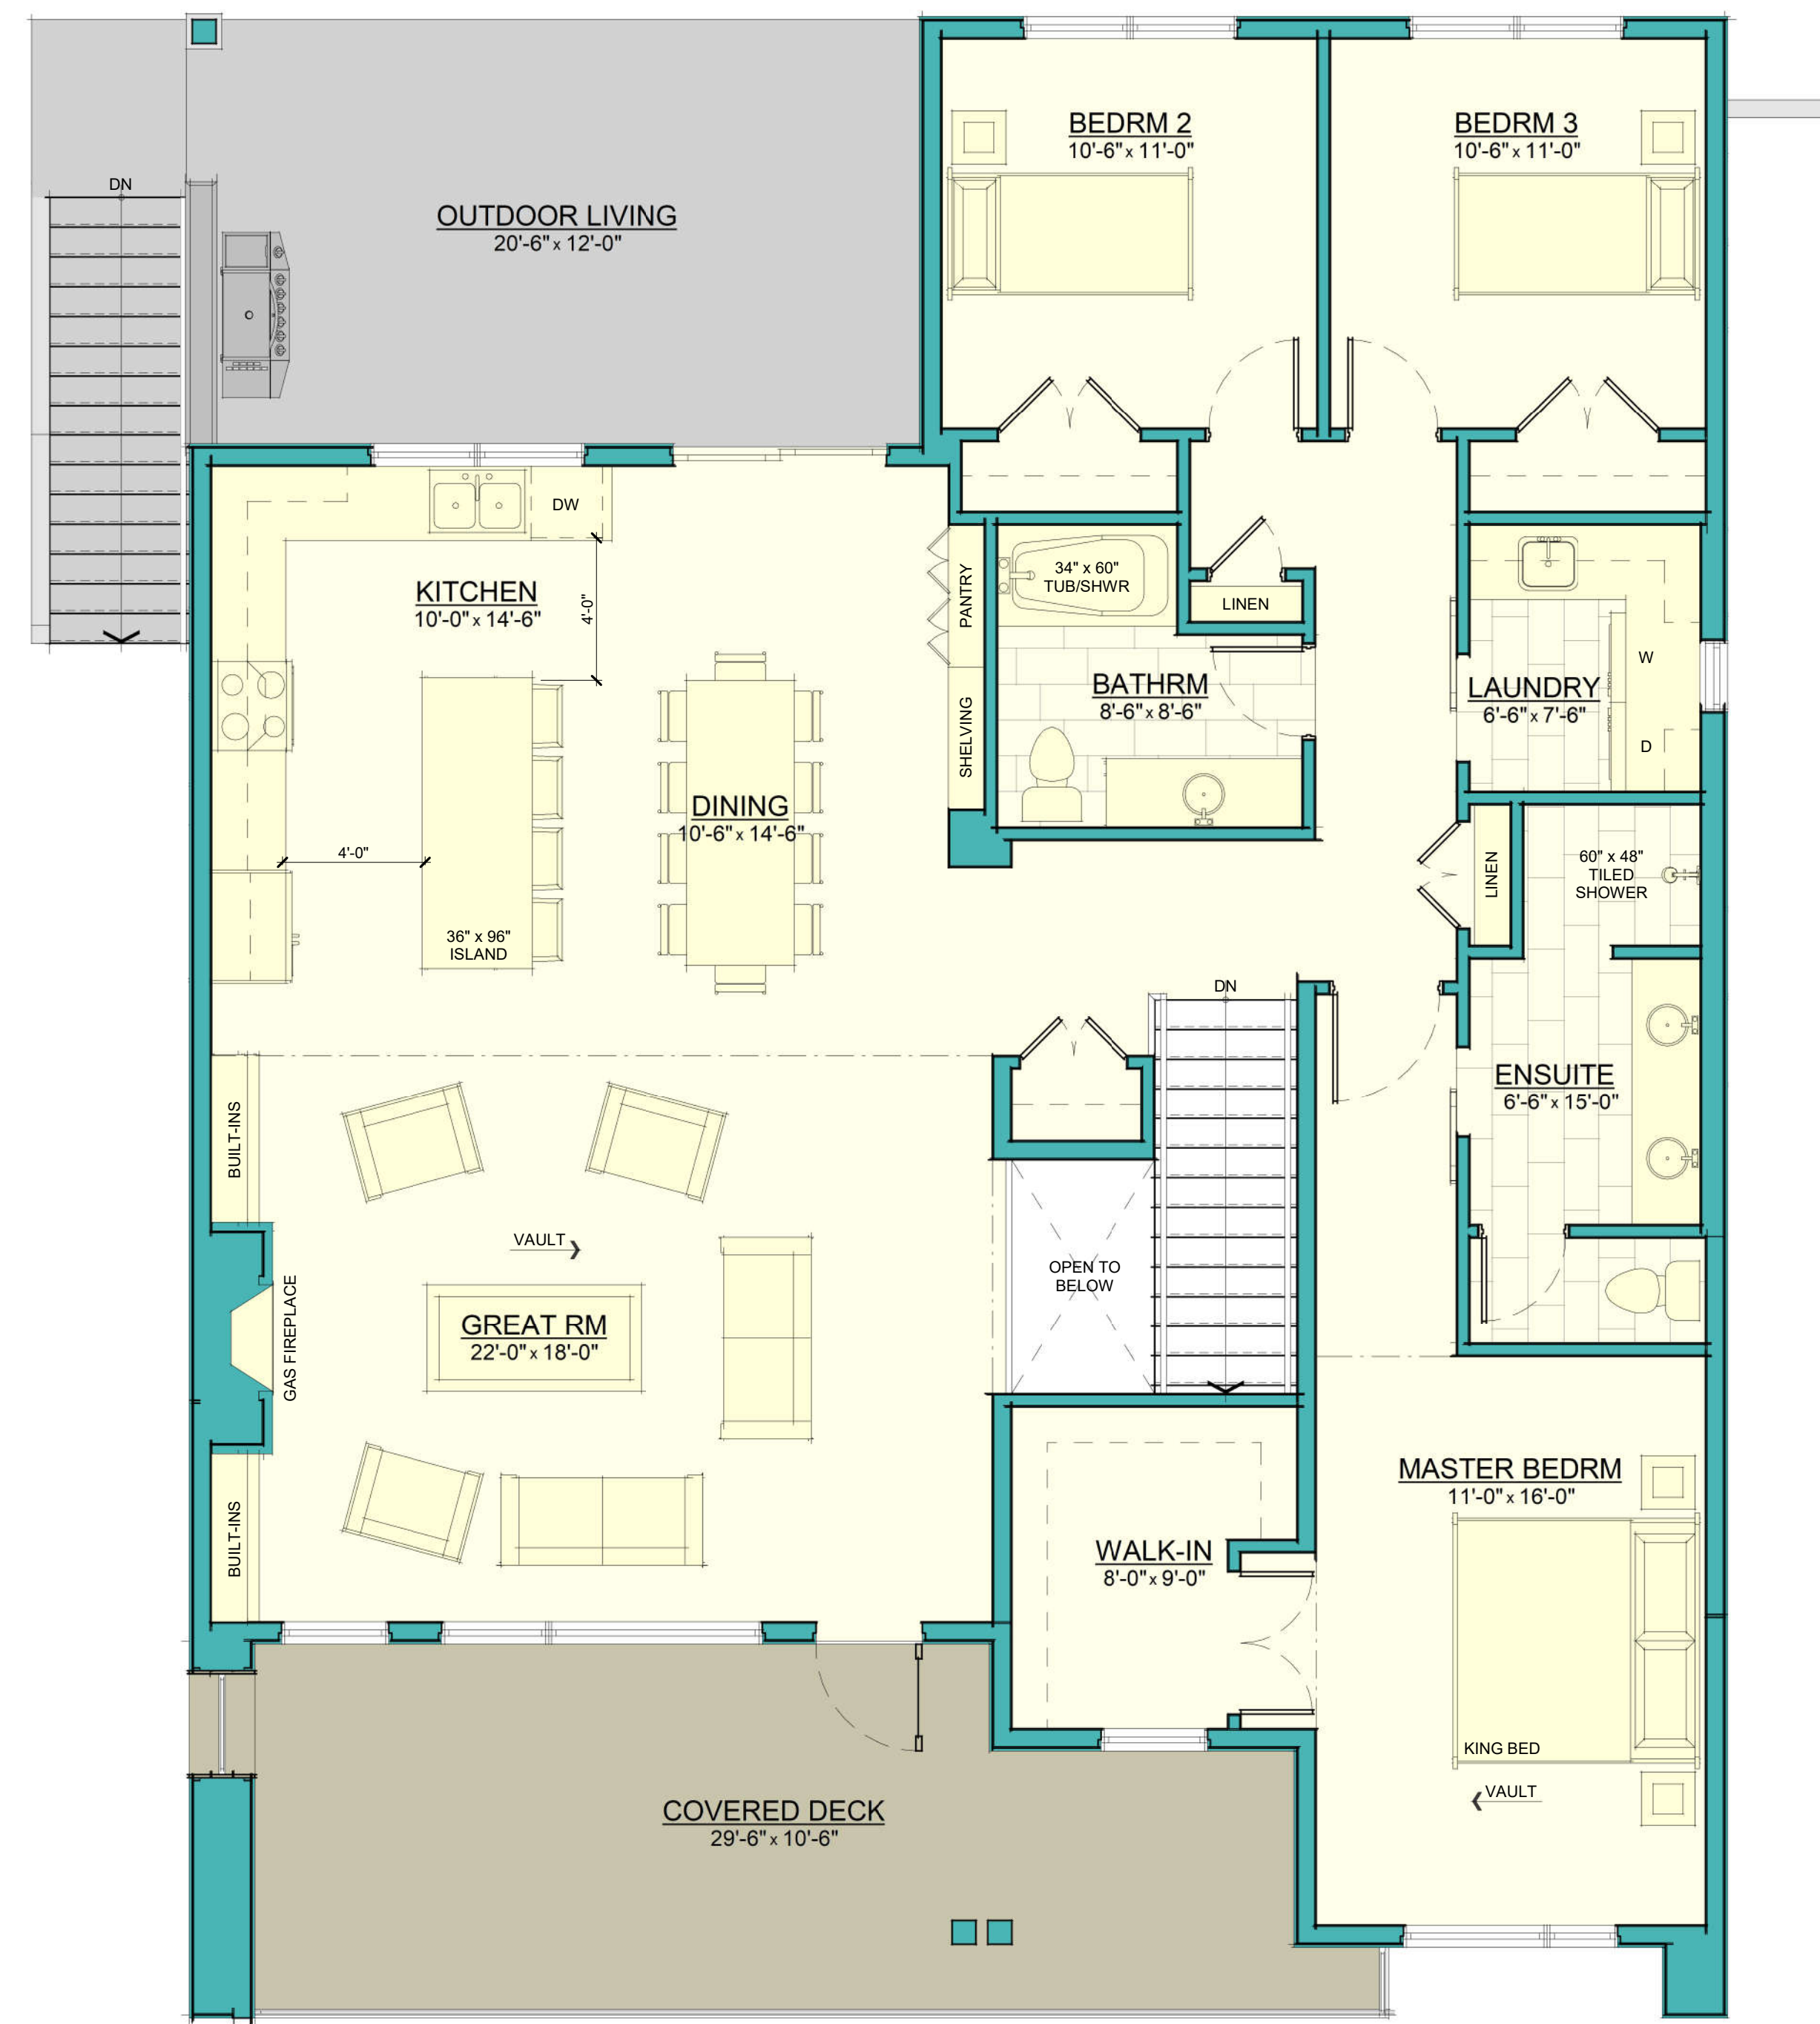 BEDRM 2
10'-6" x 11'-0"
BEDRM 3
10'-6" x 11'-0"
DN
OUTDOOR LIVING
20'-6" x 12'-0"
DW
KITCHEN
10'-0" x 14'-6"
4'-0"
PANTRY
34" x 60"
TUB/SHWR
LINEN
W
BATHRM
8'-6" x 8'-6"
LAUNDRY
6'-6" x 7'-6"
SHELVING
D
DINING
10'-6" x 14'-6"
4'-0"
LINEN
60" x 48"
TILED
SHOWER
36" x 96"
ISLAND
DN
ENSUITE
6'-6" x 15'-0"
BUILT-INS
VAULT
OPEN TO
BELOW
GAS FIREPLACE
GREAT RM
22'-0" x 18'-0"
MASTER BEDRM
11'-0" x 16'-0"
BUILT-INS
WALK-IN
8'-0" x 9'-0"
KING BED
VAULT
COVERED DECK
29'-6" x 10'-6"